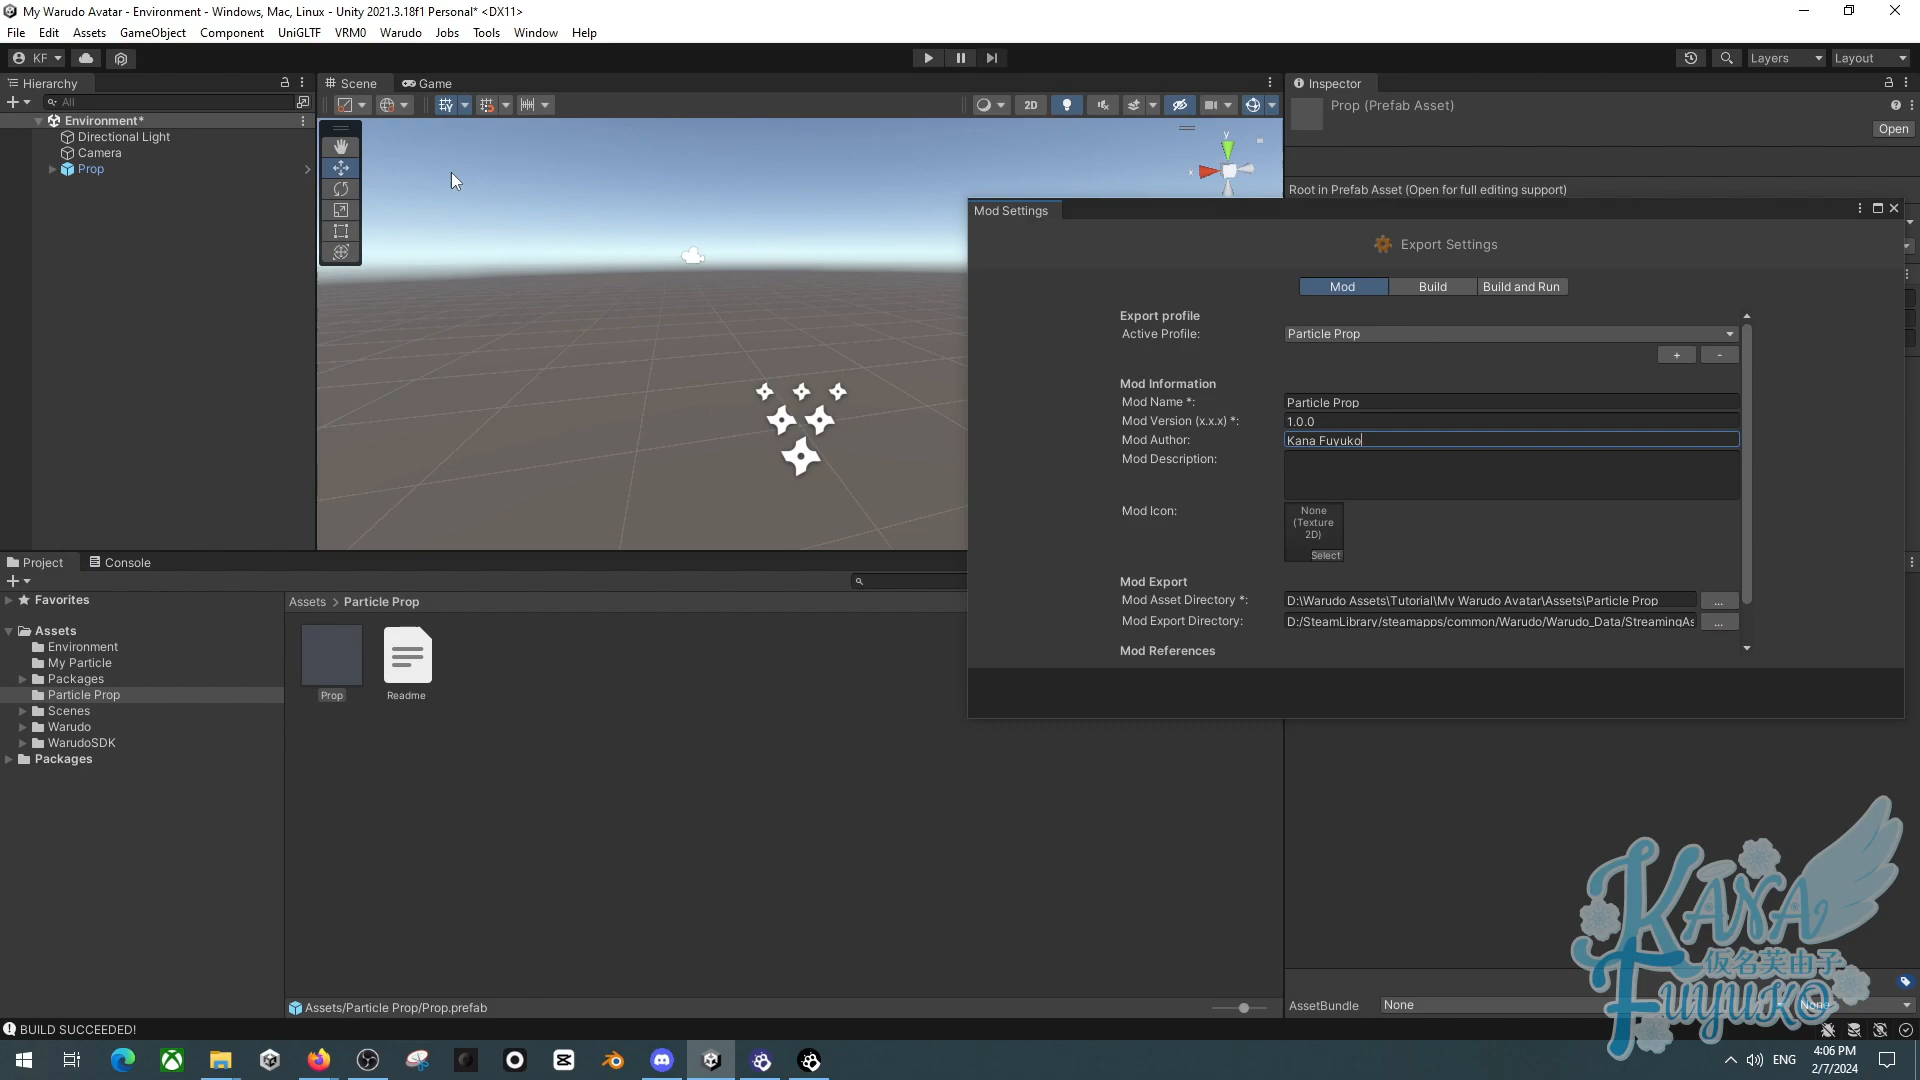 My Warudo Avatar - Environment - Windows, Mac, Linux - Unity 2021.3.18f1 Personal* <DX11>
File Edit Assets GameObject Component UniGLTF VRM0 Warudo Jobs Tools Window Help
KF
Layers
Layout
Hierarchy
Scene
Game
Inspector
All
2D
Prop (Prefab Asset)
Open
Environment*
Directional Light
Camera
Prop
y
x
Root in Prefab Asset (Open for full editing support)
Mod Settings
Export Settings
Mod
Build
Build and Run
Export profile
Active Profile:
Particle Prop
+
-
Mod Information
Mod Name *:
Particle Prop
Mod Version (x.x.x) *:
1.0.0
Mod Author:
Kana Fuyuko
Mod Description:
Mod Icon:
None
(Texture
2D)
Select
Mod Export
Mod Asset Directory *:
D:\Warudo Assets\Tutorial\My Warudo Avatar\Assets\Particle Prop
...
Mod Export Directory:
D:/SteamLibrary/steamapps/common/Warudo/Warudo_Data/StreamingAs
...
Mod References
Project
Console
Favorites
Assets
Environment
My Particle
Packages
Particle Prop
Scenes
Warudo
WarudoSDK
Packages
Assets > Particle Prop
Prop
Readme
Assets/Particle Prop/Prop.prefab
AssetBundle
None
None
KANA
仮名芙由子
FUYUKO
BUILD SUCCEEDED!
ENG
4:06 PM
2/7/2024